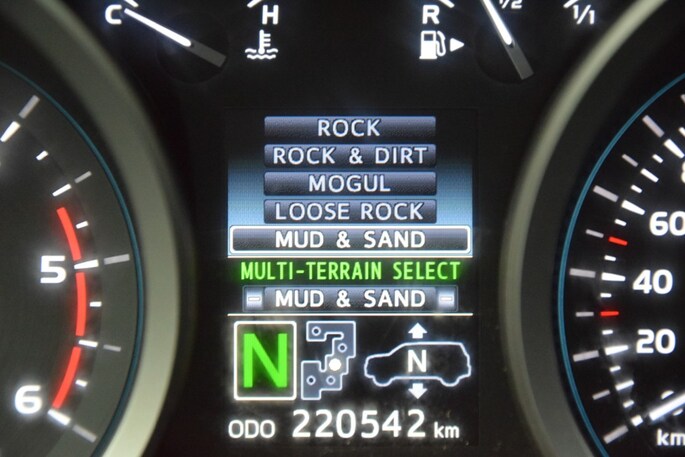 C H R 1/2 1/1
ROCK
ROCK & DIRT
MOGUL
LOOSE ROCK
MUD & SAND
MULTI-TERRAIN SELECT
MUD & SAND
N N
ODO 220542 km
5
6
60
40
20
km